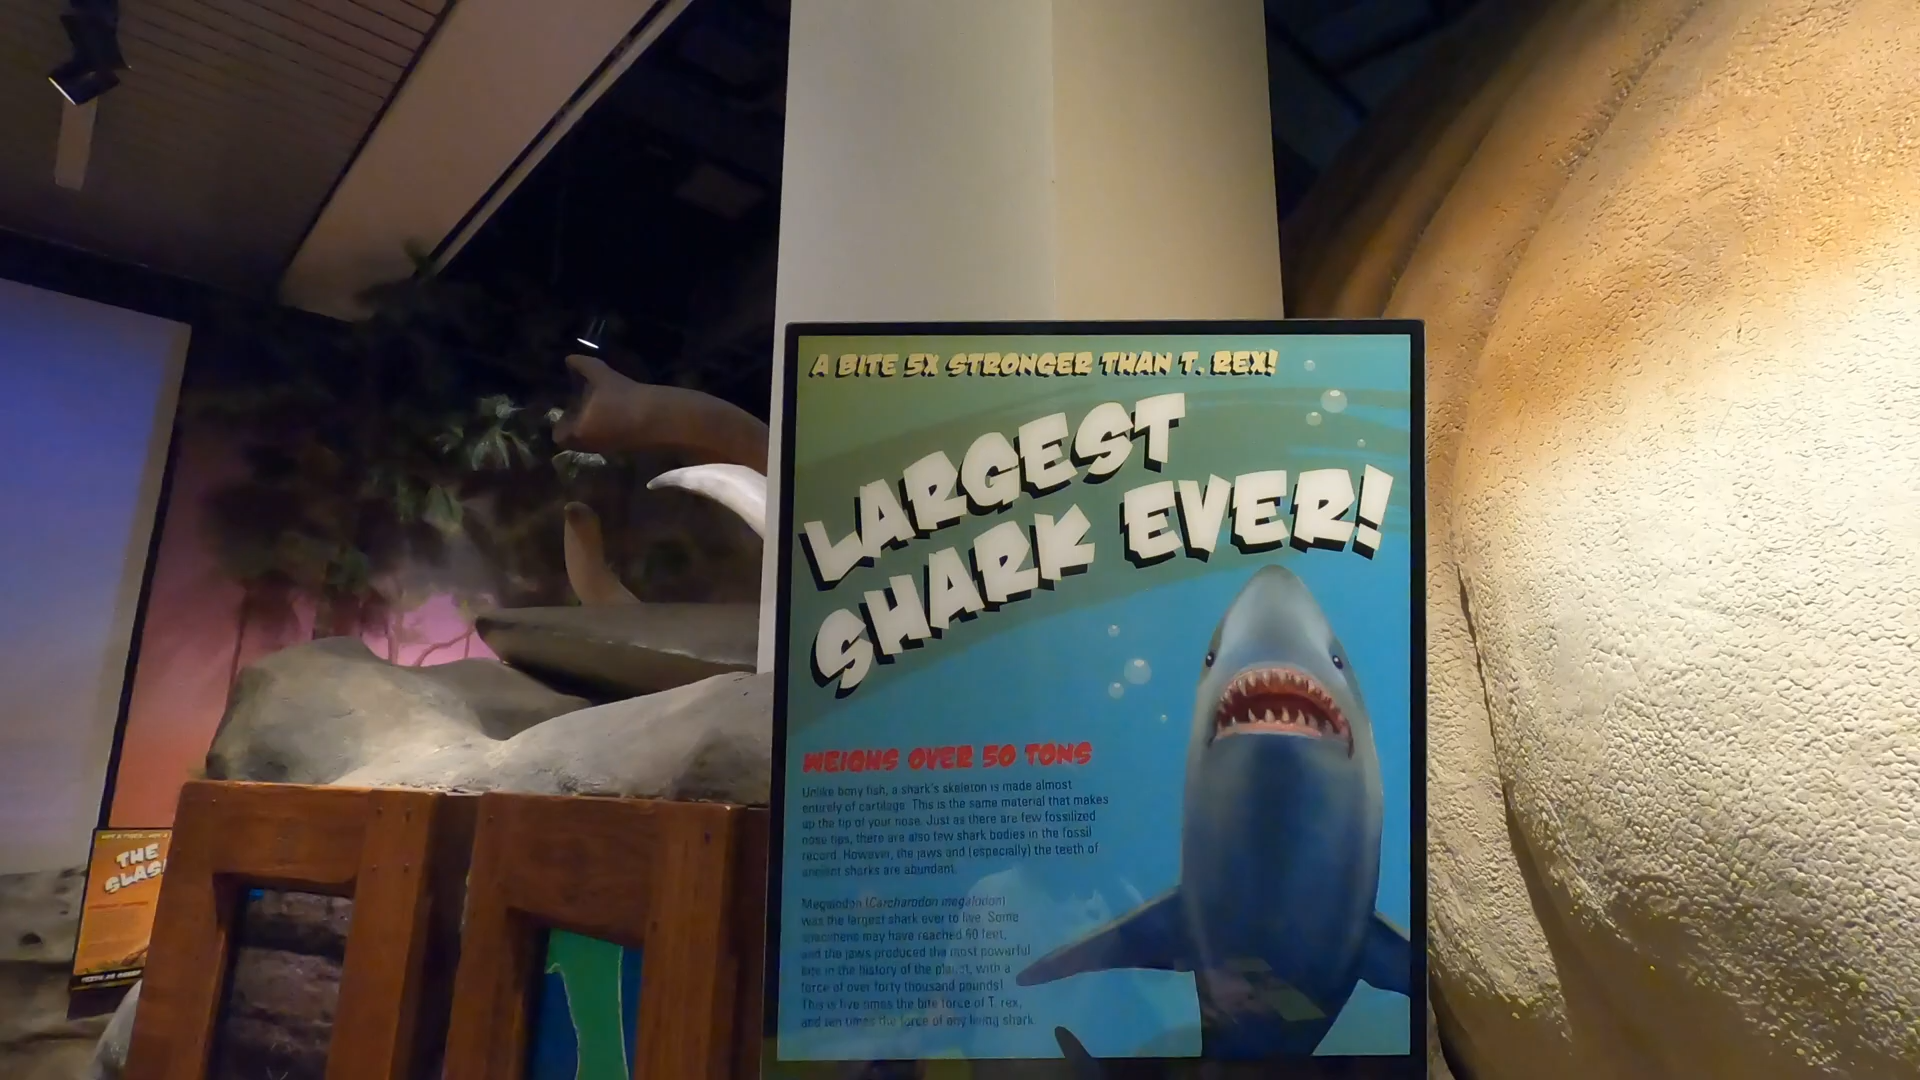 A BITE 5X STRONGER THAN T. REX!
LARGEST
SHARK EVER!
WEIGHS OVER 50 TONS
Unlike bony fish, a shark's skeleton is made almost
entirely of cartilage. This is the same material that makes
up the tip of your nose. Just as there are few fossilized
nose tips, there are also few shark bodies in the fossil
record. However, the jaws and (especially) the teeth of
ancient sharks are abundant.
Megalodon (Carcharodon megalodon)
was the largest shark ever to live. Some
specimens may have reached 60 feet,
and the jaws produced the most powerful
bite in the history of the planet, with a
force of over forty thousand pounds!
This is five times the bite force of T. rex,
and ten times the force of any living shark.
THE